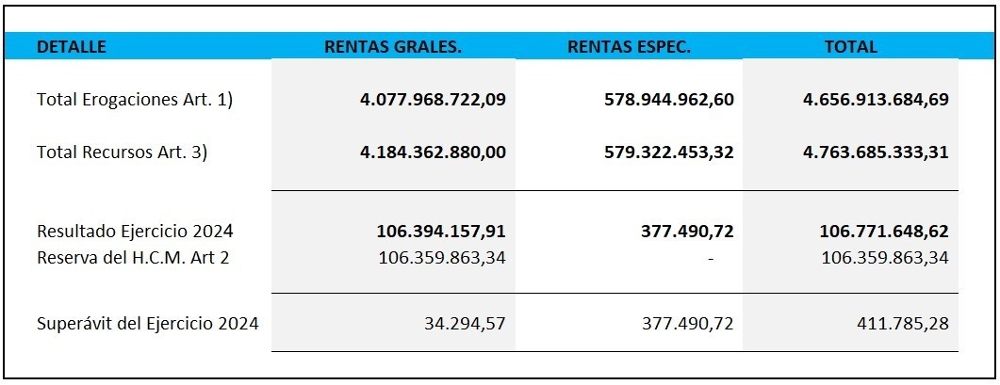 DETALLE RENTAS GRALES. RENTAS ESPEC. TOTAL
Total Erogaciones Art. 1) 4.077.968.722,09 578.944.962,60 4.656.913.684,69
Total Recursos Art. 3) 4.184.362.880,00 579.322.453,32 4.763.685.333,31
Resultado Ejercicio 2024 106.394.157,91 377.490,72 106.771.648,62
Reserva del H.C.M. Art 2 106.359.863,34 - 106.359.863,34
Superávit del Ejercicio 2024 34.294,57 377.490,72 411.785,28